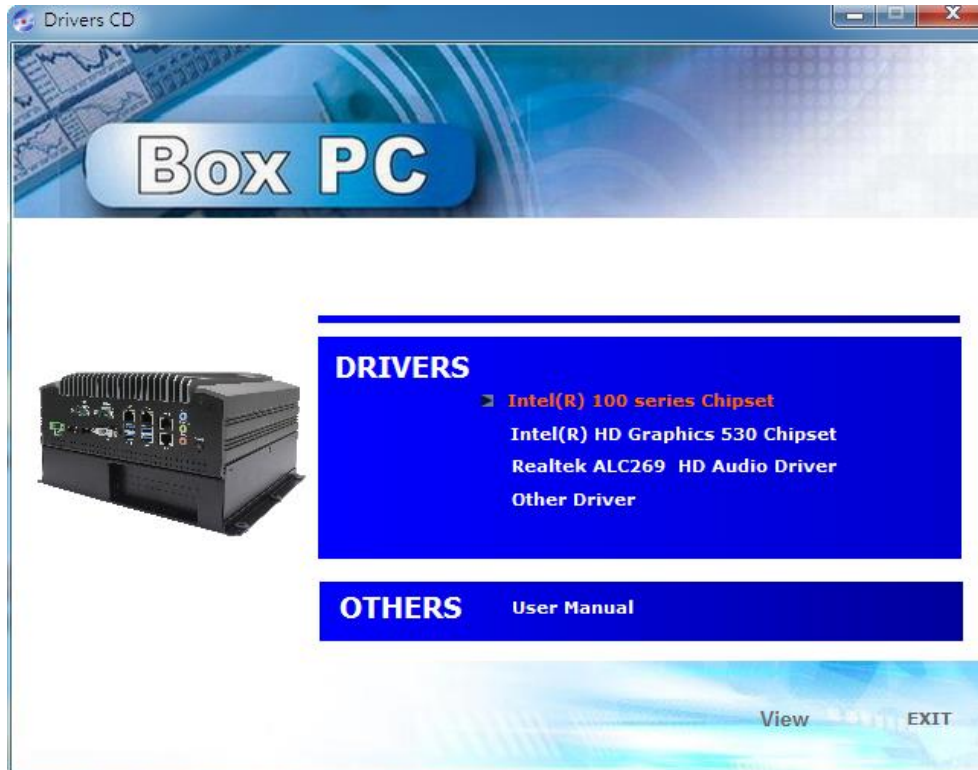 Drivers CD
Box PC
DRIVERS
Intel(R) 100 series Chipset
Intel(R) HD Graphics 530 Chipset
Realtek ALC269 HD Audio Driver
Other Driver
OTHERS User Manual
View EXIT